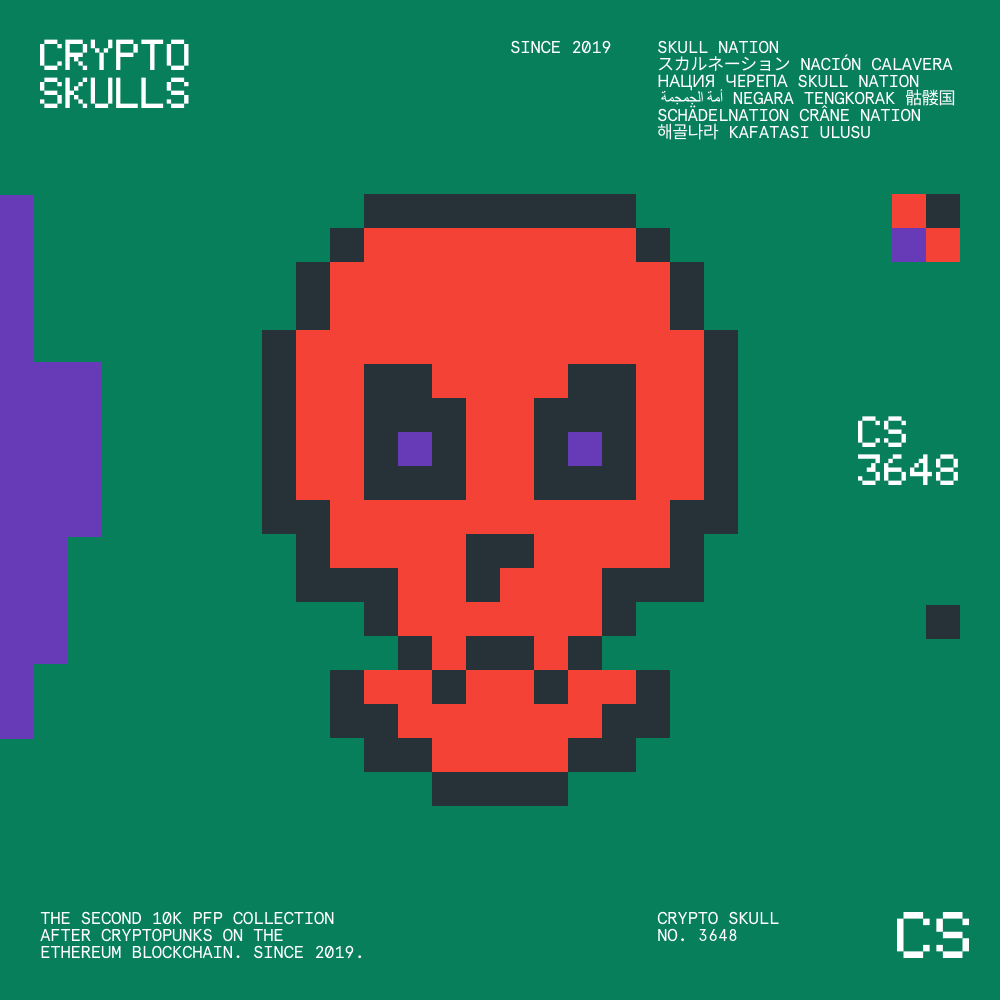 CRYPTO
SKULLS
SINCE 2019
SKULL NATION
スカルネーション NACIÓN CALAVERA
НАЦИЯ ЧЕРЕПА SKULL NATION
أمة الجمجمة NEGARA TENGKORAK 骷髅国
SCHÄDELNATION CRÂNE NATION
해골나라 KAFATASI ULUSU
CS
3648
THE SECOND 10K PFP COLLECTION
AFTER CRYPTOPUNKS ON THE
ETHEREUM BLOCKCHAIN. SINCE 2019.
CRYPTO SKULL
NO. 3648
CS